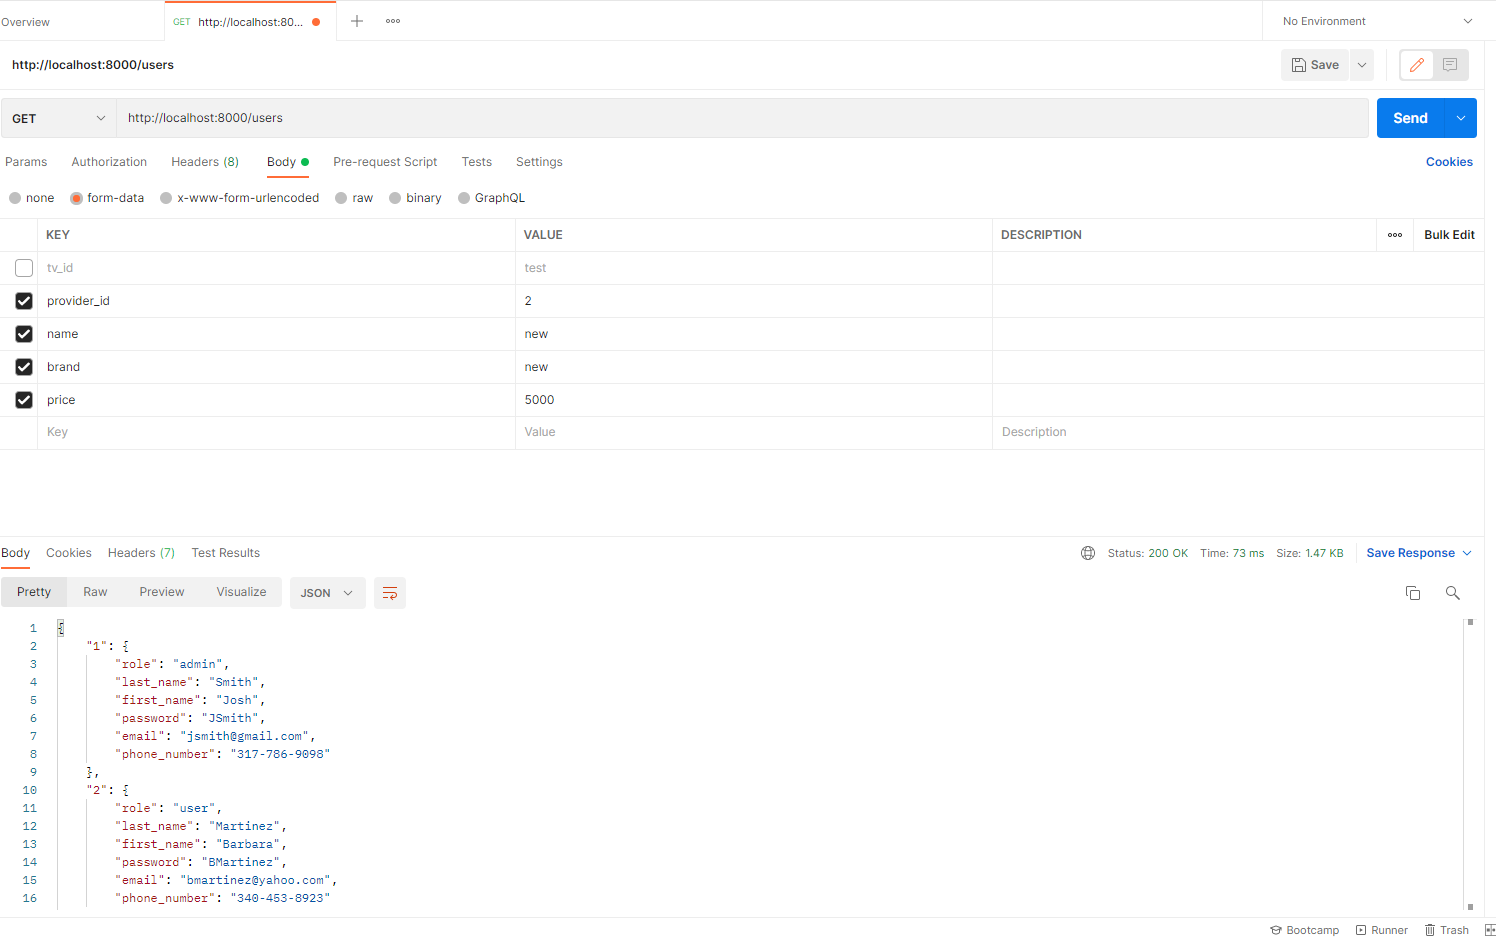 Overview
GET http://localhost:80...
No Environment
http://localhost:8000/users
Save
GET
http://localhost:8000/users
Send
Params Authorization Headers (8) Body Pre-request Script Tests Settings Cookies
none form-data x-www-form-urlencoded raw binary GraphQL
KEY VALUE DESCRIPTION Bulk Edit
tv_id test
provider_id 2
name new
brand new
price 5000
Key Value Description
Body Cookies Headers (7) Test Results Status: 200 OK Time: 73 ms Size: 1.47 KB Save Response
Pretty Raw Preview Visualize JSON
1 {
2 "1": {
3 "role": "admin",
4 "last_name": "Smith",
5 "first_name": "Josh",
6 "password": "JSmith",
7 "email": "jsmith@gmail.com",
8 "phone_number": "317-786-9098"
9 },
10 "2": {
11 "role": "user",
12 "last_name": "Martinez",
13 "first_name": "Barbara",
14 "password": "BMartinez",
15 "email": "bmartinez@yahoo.com",
16 "phone_number": "340-453-8923"
Bootcamp Runner Trash